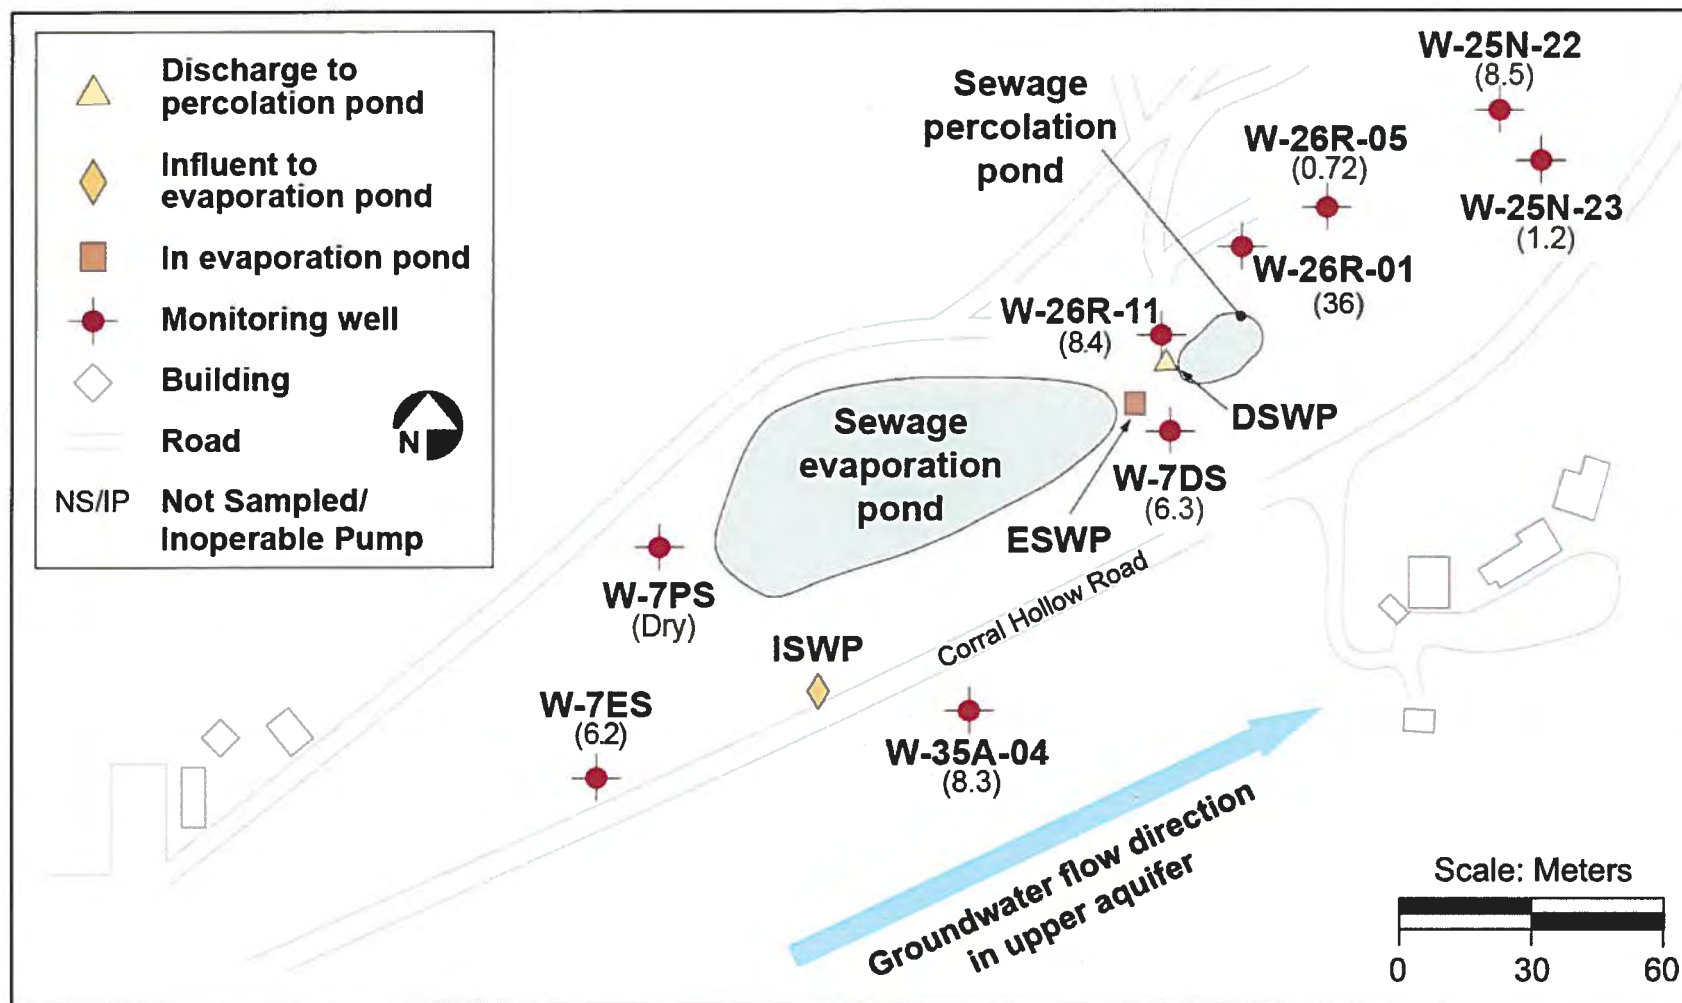 Discharge to
percolation pond
Influent to
evaporation pond
In evaporation pond
Monitoring well
Building
Road
N
NS/IP Not Sampled/
Inoperable Pump
Sewage
percolation
pond
W-25N-22
(8.5)
W-26R-05
(0.72)
W-25N-23
(1.2)
W-26R-01
(36)
W-26R-11
(8.4)
DSWP
Sewage
evaporation
pond
W-7DS
(6.3)
ESWP
W-7PS
(Dry)
Corral Hollow Road
ISWP
W-7ES
(6.2)
W-35A-04
(8.3)
Groundwater flow direction
in upper aquifer
Scale: Meters
0 30 60